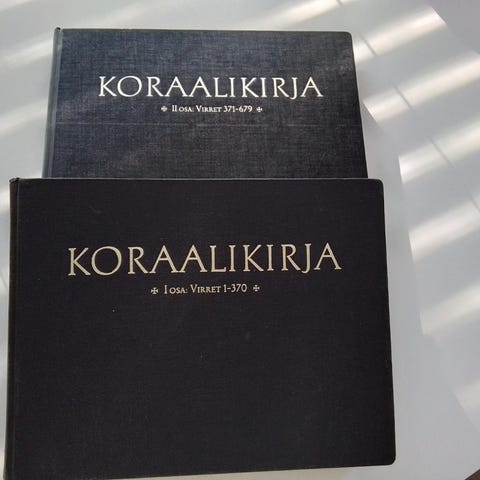 KORAALIKIRJA
✠ II OSA: VIRRET 371-679 ✠
KORAALIKIRJA
✠ I OSA: VIRRET 1-370 ✠